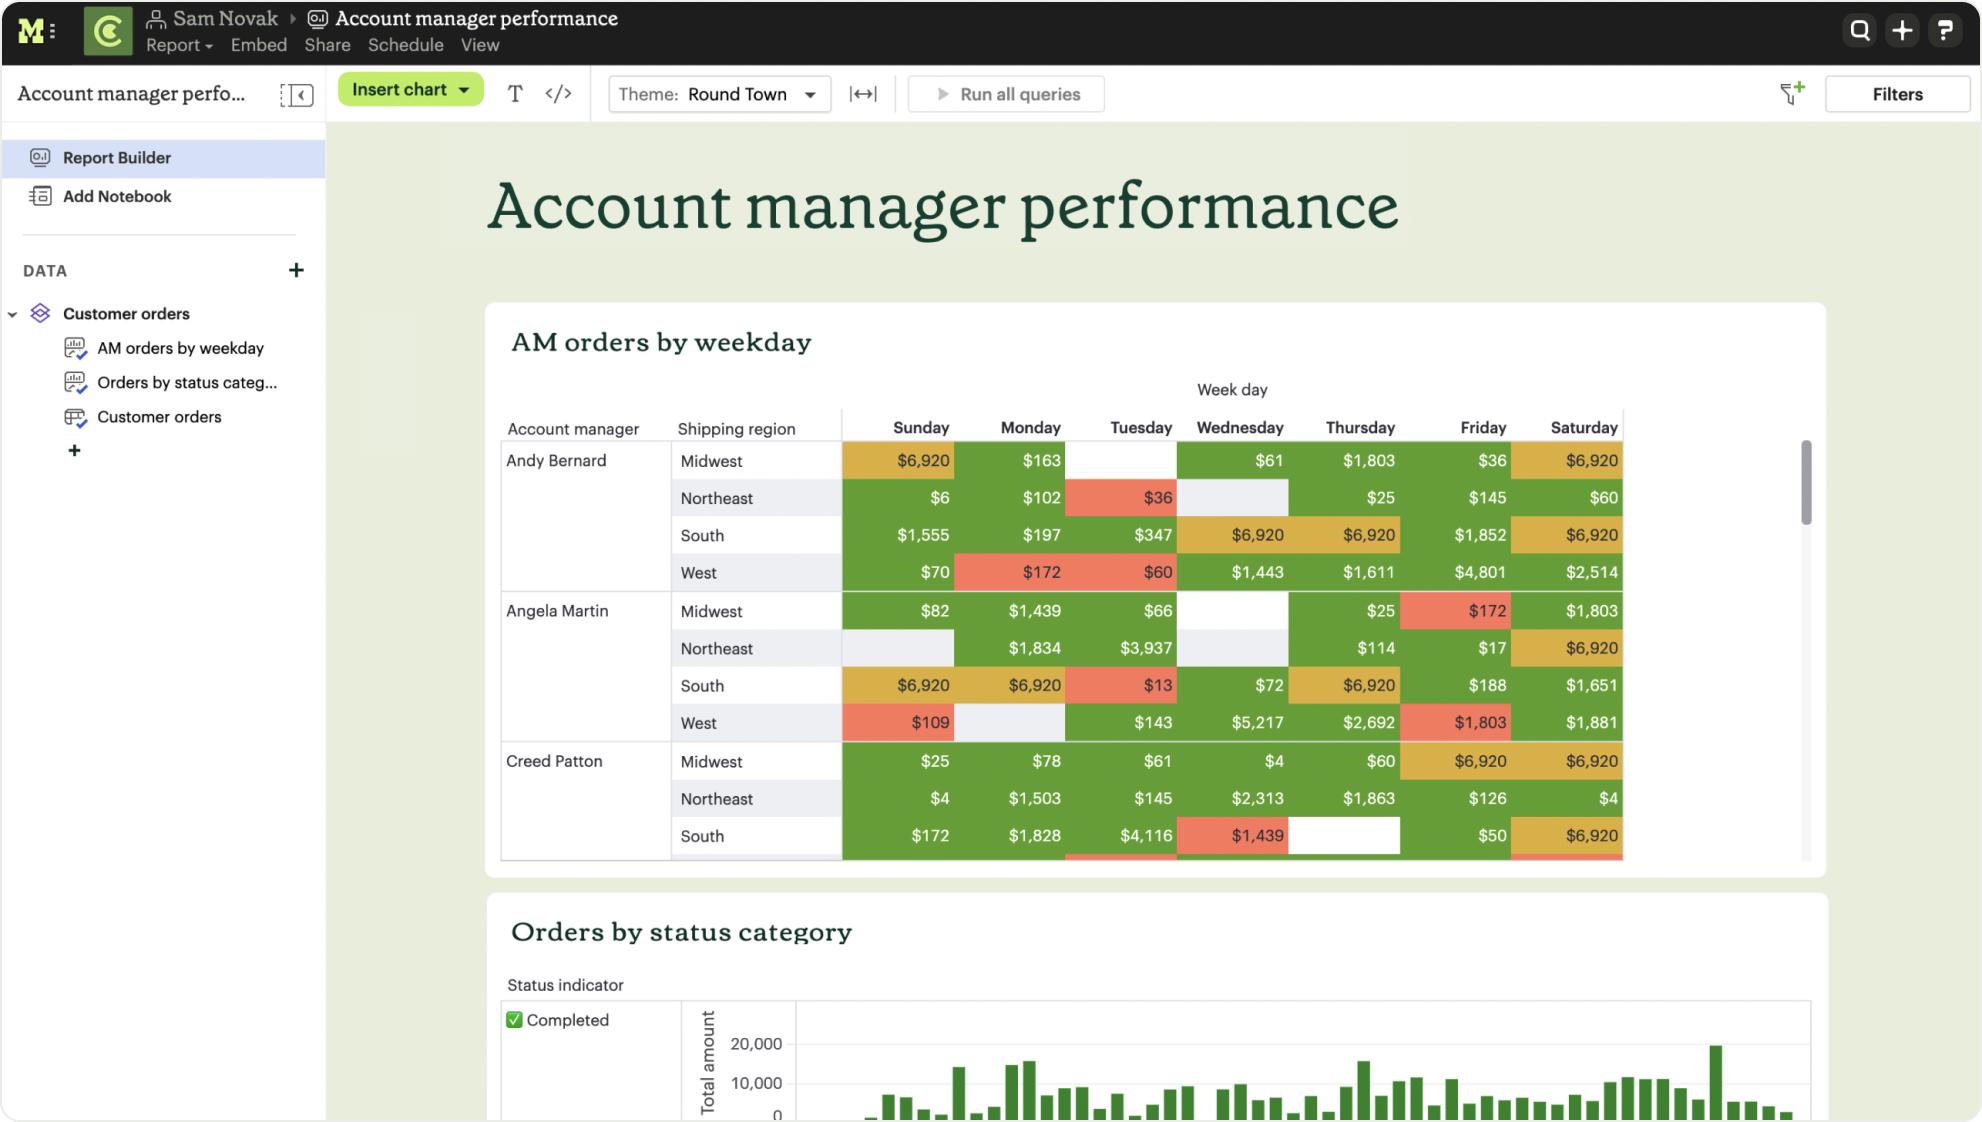 M
Sam Novak
Account manager performance
Report Embed Share Schedule View
Account manager perfo...
Insert chart
T </>
Theme: Round Town
Run all queries
Filters
Report Builder
Add Notebook
DATA
Customer orders
AM orders by weekday
Orders by status categ...
Customer orders
Account manager performance
AM orders by weekday
Week day
Account manager Shipping region Sunday Monday Tuesday Wednesday Thursday Friday Saturday
Andy Bernard Midwest $6,920 $163 $61 $1,803 $36 $6,920
Northeast $6 $102 $36 $25 $145 $60
South $1,555 $197 $347 $6,920 $6,920 $1,852 $6,920
West $70 $172 $60 $1,443 $1,611 $4,801 $2,514
Angela Martin Midwest $82 $1,439 $66 $25 $172 $1,803
Northeast $1,834 $3,937 $114 $17 $6,920
South $6,920 $6,920 $13 $72 $6,920 $188 $1,651
West $109 $143 $5,217 $2,692 $1,803 $1,881
Creed Patton Midwest $25 $78 $61 $4 $60 $6,920 $6,920
Northeast $4 $1,503 $145 $2,313 $1,863 $126 $4
South $172 $1,828 $4,116 $1,439 $50 $6,920
Orders by status category
Status indicator
✅ Completed
Total amount
20,000
10,000
0